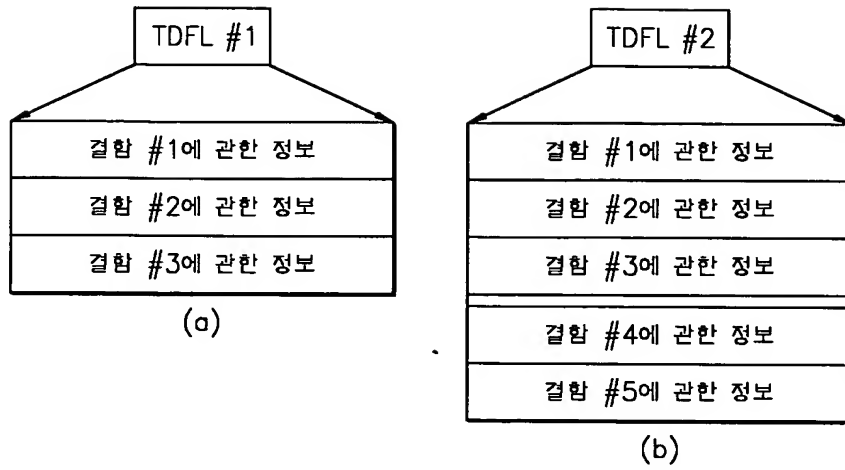 TDFL #1
결함 #1에 관한 정보
결함 #2에 관한 정보
결함 #3에 관한 정보
(a)
TDFL #2
결함 #1에 관한 정보
결함 #2에 관한 정보
결함 #3에 관한 정보
결함 #4에 관한 정보
결함 #5에 관한 정보
(b)